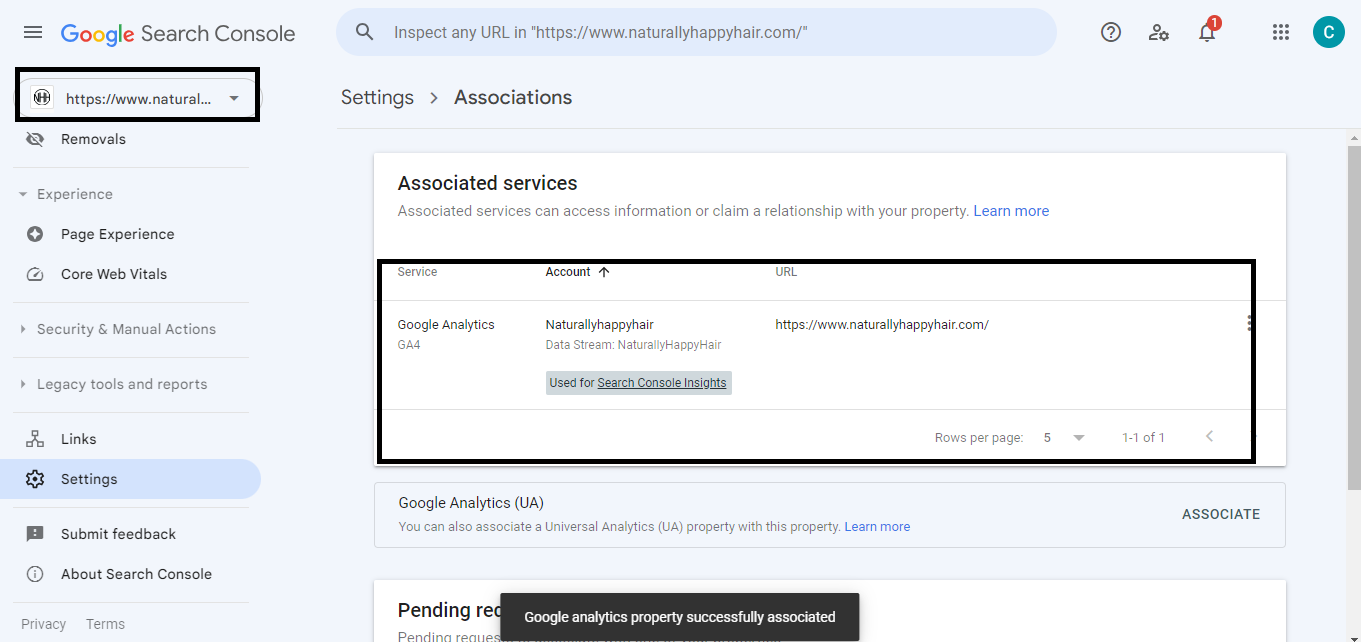 Google Search Console
Inspect any URL in "https://www.naturallyhappyhair.com/"
1
C
NHH
https://www.natural...
Removals
Experience
Page Experience
Core Web Vitals
Security & Manual Actions
Legacy tools and reports
Links
Settings
Submit feedback
About Search Console
Privacy Terms
Settings > Associations
Associated services
Associated services can access information or claim a relationship with your property. Learn more
Service Account URL
Google Analytics Naturallyhappyhair https://www.naturallyhappyhair.com/
GA4 Data Stream: NaturallyHappyHair
Used for Search Console Insights
Rows per page: 5 1-1 of 1
Google Analytics (UA)
You can also associate a Universal Analytics (UA) property with this property. Learn more
ASSOCIATE
Pending
Pending
Google analytics property successfully associated